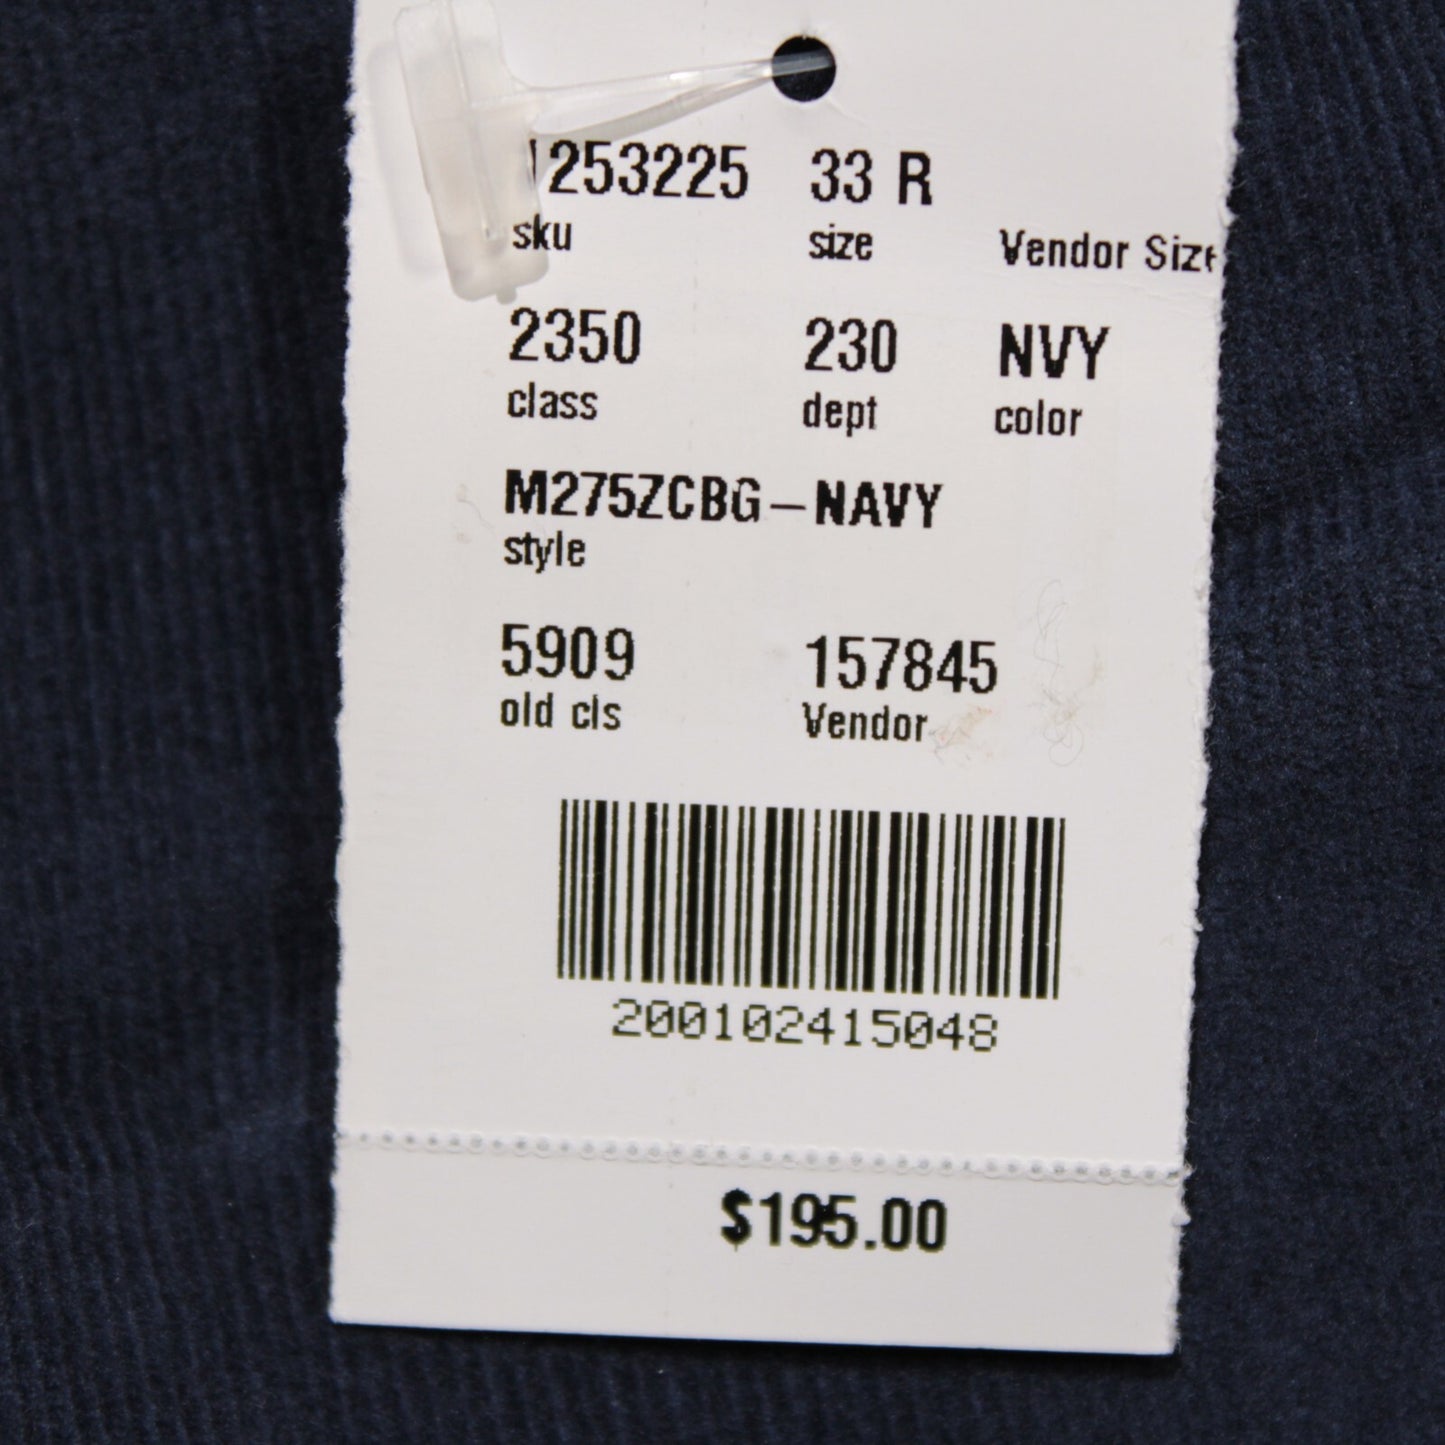 1253225 33 R
sku size Vendor Size
2350 230 NVY
class dept color
M275ZCBG-NAVY
style
5909 157845
old cls Vendor
200102415048
$195.00